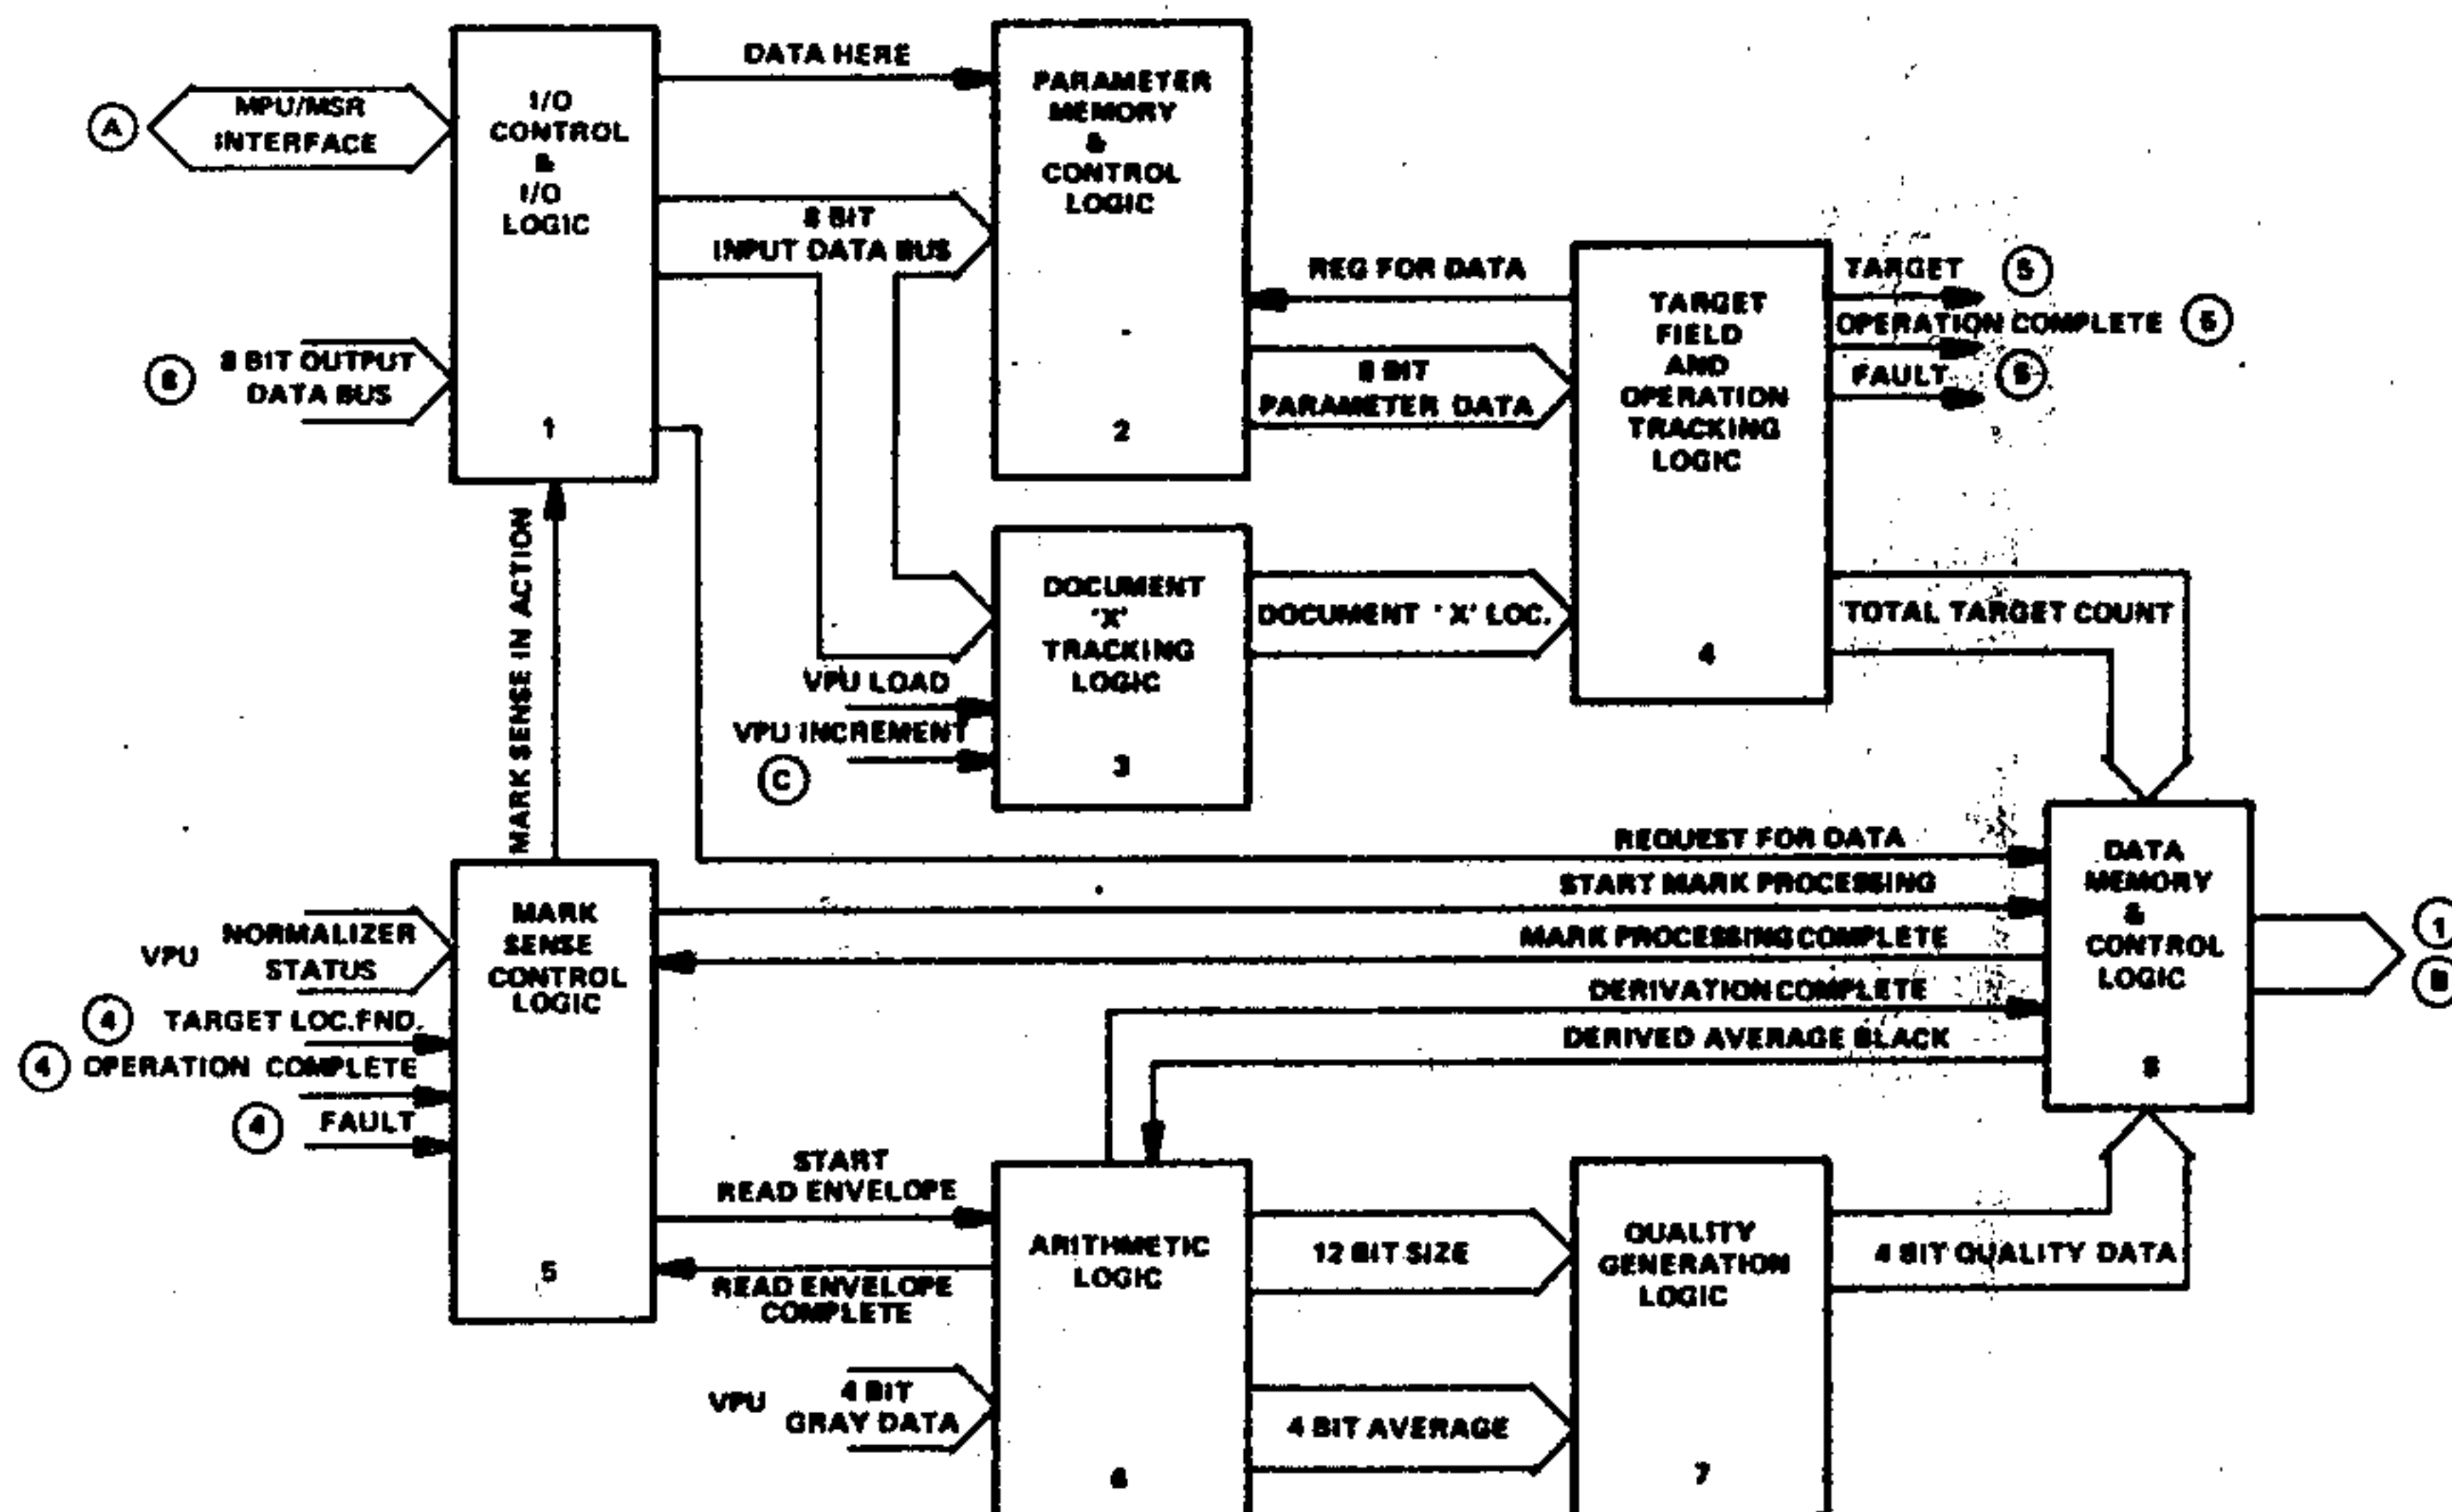 A
MPU/MSR
INTERFACE
8
8 BIT OUTPUT
DATA BUS
I/O
CONTROL
&
I/O
LOGIC
1
DATA HERE
8 BIT
INPUT DATA BUS
PARAMETER
MEMORY
&
CONTROL
LOGIC
2
REG FOR DATA
8 BIT
PARAMETER DATA
TARGET
FIELD
AND
OPERATION
TRACKING
LOGIC
4
TARGET 5
OPERATION COMPLETE 5
FAULT 5
MARK SENSE IN ACTION
DOCUMENT
'X'
TRACKING
LOGIC
3
VPU LOAD
VPU INCREMENT
C
DOCUMENT 'X' LOC.
TOTAL TARGET COUNT
REQUEST FOR DATA
START MARK PROCESSING
MARK PROCESSING COMPLETE
DERIVATION COMPLETE
DERIVED AVERAGE BLACK
DATA
MEMORY
&
CONTROL
LOGIC
8
1
B
MARK
SENSE
CONTROL
LOGIC
5
VPU
NORMALIZER
STATUS
4 TARGET LOC.FND.
4 OPERATION COMPLETE
4 FAULT
START
READ ENVELOPE
READ ENVELOPE
COMPLETE
VPU
4 BIT
GRAY DATA
ARITHMETIC
LOGIC
6
12 BIT SIZE
4 BIT AVERAGE
QUALITY
GENERATION
LOGIC
7
4 BIT QUALITY DATA